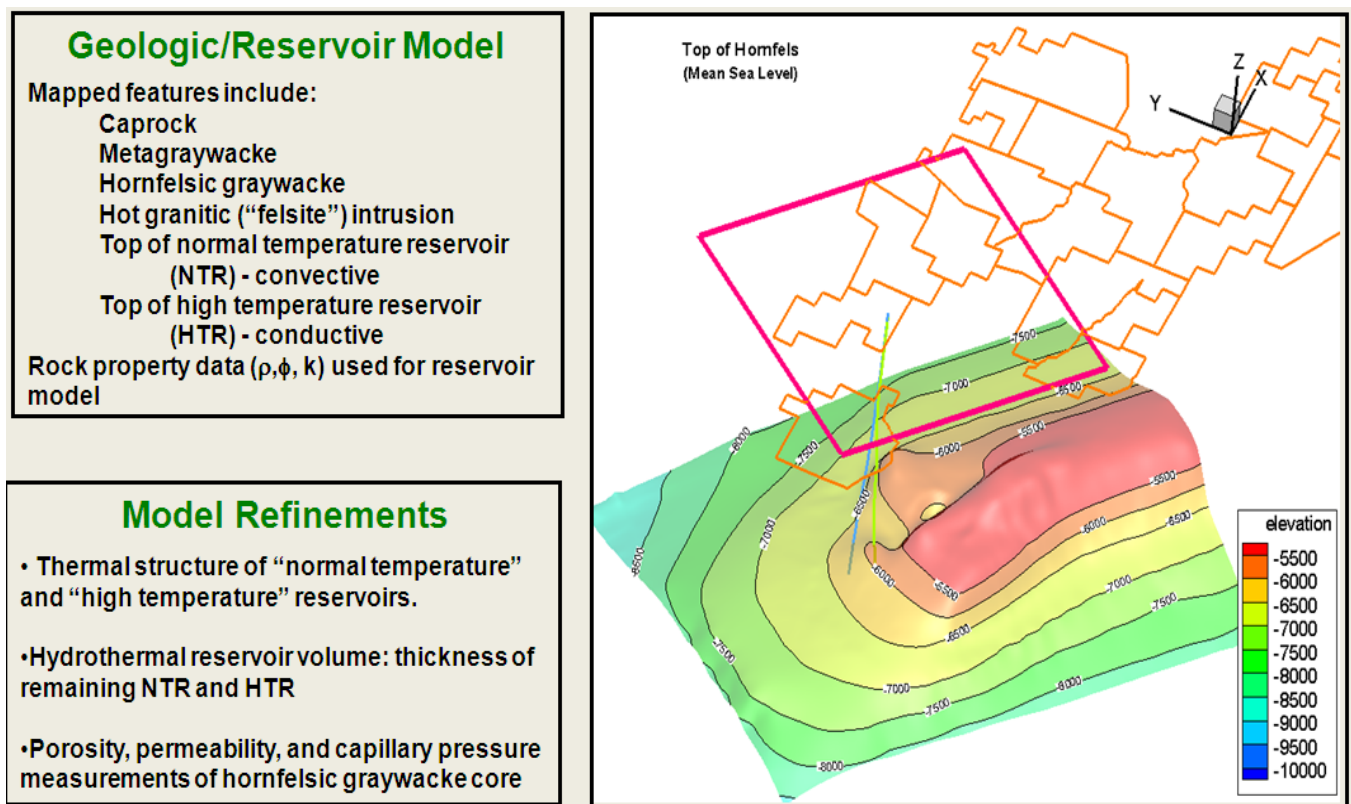 Geologic/Reservoir Model
Mapped features include:
Caprock
Metagraywacke
Hornfelsic graywacke
Hot granitic (“felsite”) intrusion
Top of normal temperature reservoir
(NTR) - convective
Top of high temperature reservoir
(HTR) - conductive
Rock property data (ρ,ϕ, k) used for reservoir
model
Model Refinements
• Thermal structure of “normal temperature”
and “high temperature” reservoirs.
•Hydrothermal reservoir volume: thickness of
remaining NTR and HTR
•Porosity, permeability, and capillary pressure
measurements of hornfelsic graywacke core
Top of Hornfels
(Mean Sea Level)
Z
X
Y
-7500
-7000
-6500
-5500
-6000
-8000
-7500
-6500
-5500
-6000
-6500
-7000
-8500
-6000
-5500
-7000
-7500
-6500
-7500
-7000
-7500
-8000
-8000
elevation
-5500
-6000
-6500
-7000
-7500
-8000
-8500
-9000
-9500
-10000